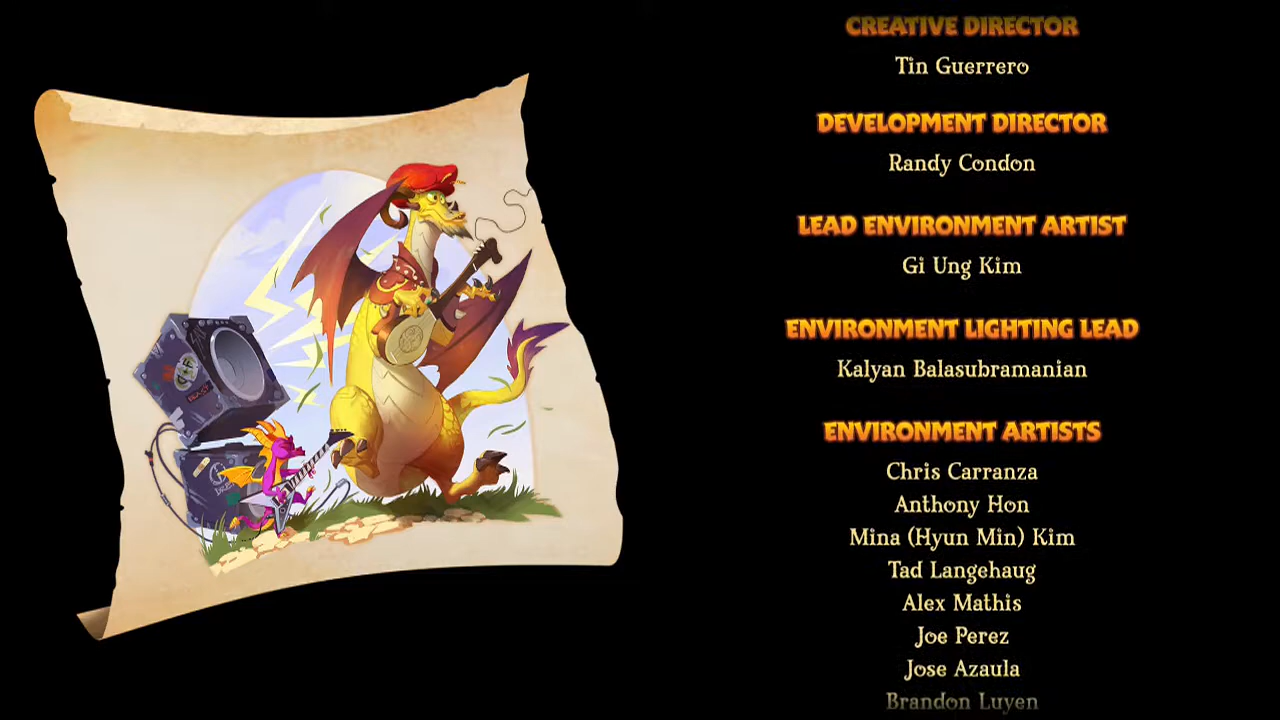 CREATIVE DIRECTOR
Tin Guerrero
DEVELOPMENT DIRECTOR
Randy Condon
LEAD ENVIRONMENT ARTIST
Gi Ung Kim
ENVIRONMENT LIGHTING LEAD
Kalyan Balasubramanian
ENVIRONMENT ARTISTS
Chris Carranza
Anthony Hon
Mina (Hyun Min) Kim
Tad Langehaug
Alex Mathis
Joe Perez
Jose Azaula
Brandon Luyen